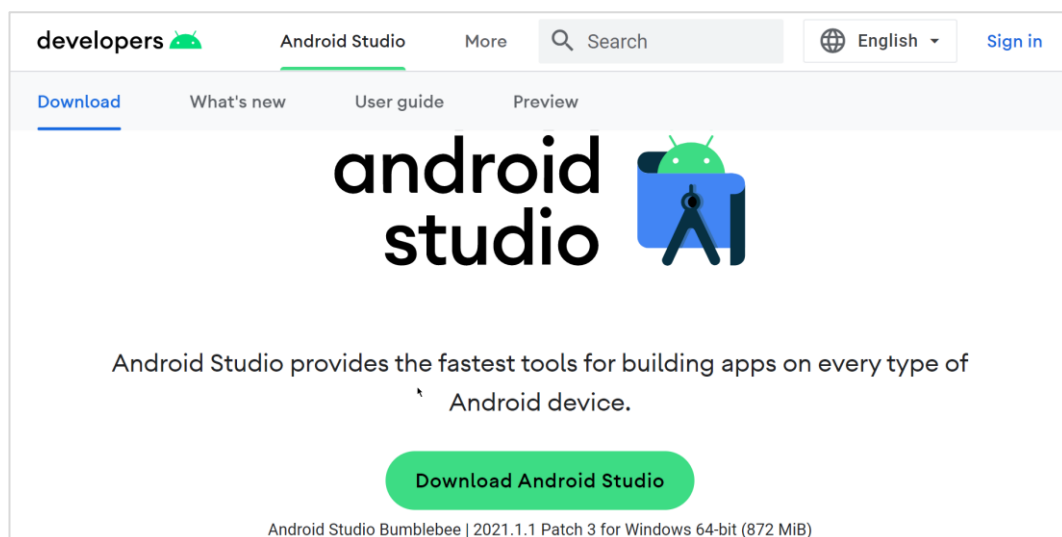 developers
Android Studio
More
Search
English
Sign in
Download
What's new
User guide
Preview
android
studio
Android Studio provides the fastest tools for building apps on every type of
Android device.
Download Android Studio
Android Studio Bumblebee | 2021.1.1 Patch 3 for Windows 64-bit (872 MiB)